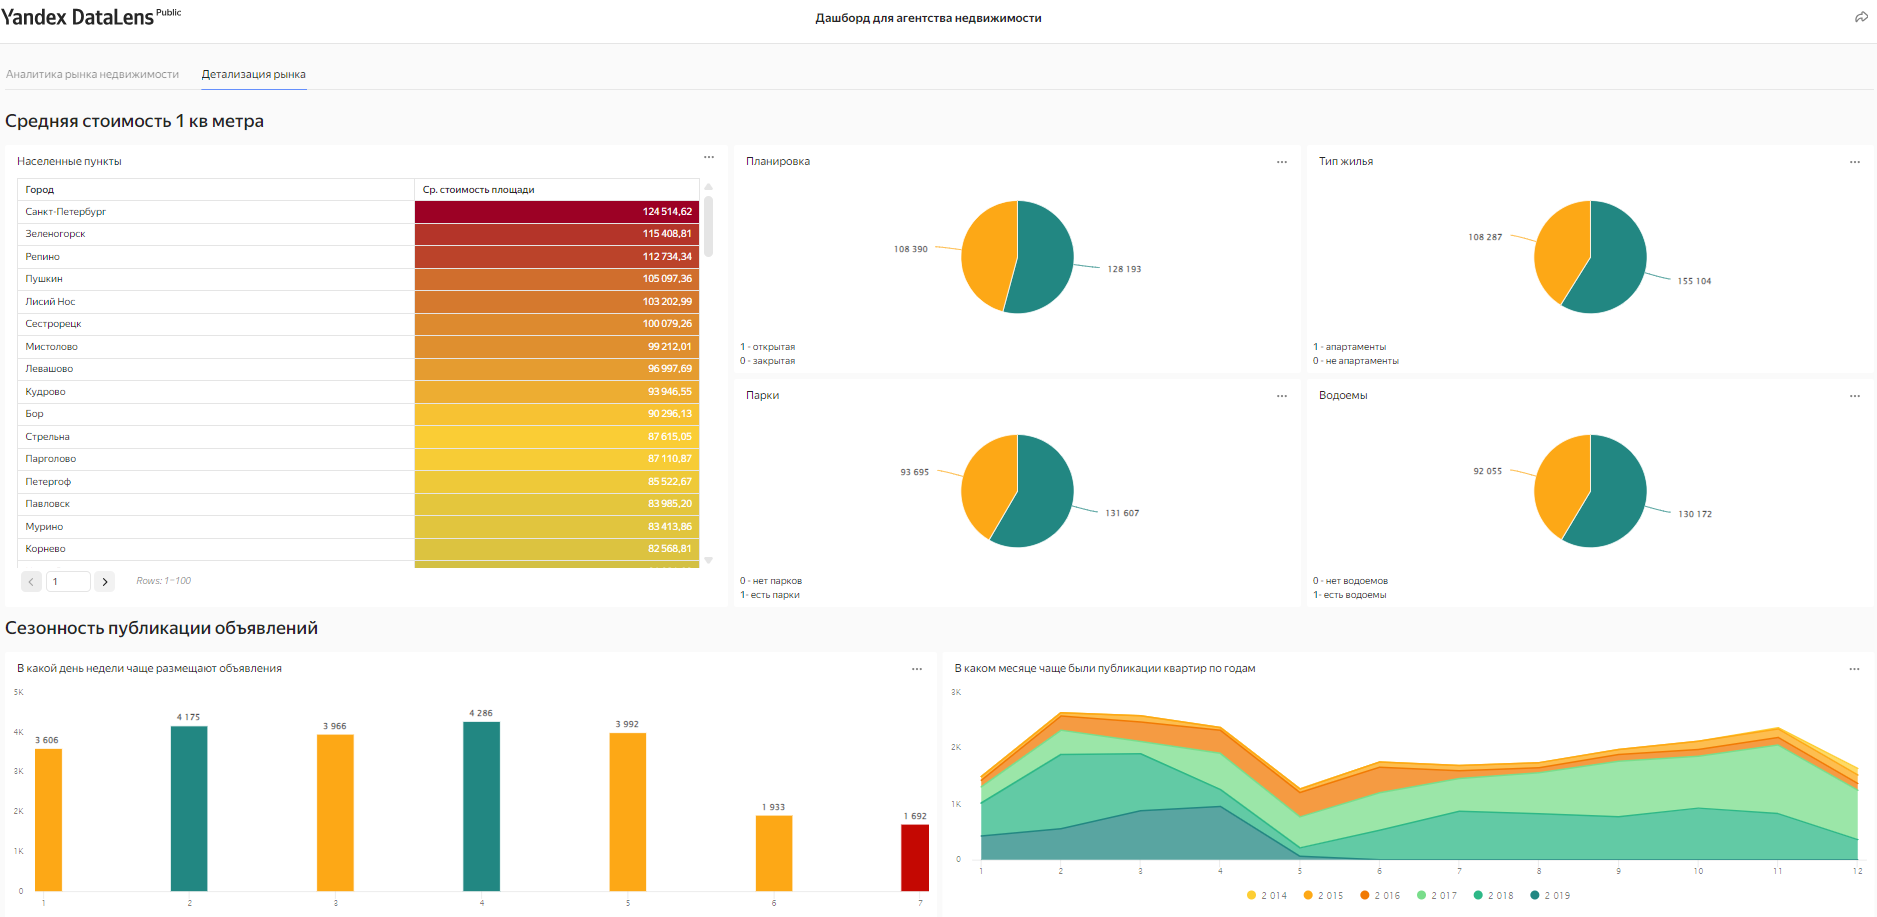 Yandex DataLens Public
Дашборд для агентства недвижимости
Аналитика рынка недвижимости Детализация рынка
Средняя стоимость 1 кв метра
Населенные пункты
Город Ср. стоимость площади
Санкт-Петербург 124 514,62
Зеленогорск 115 408,81
Репино 112 734,34
Пушкин 105 097,36
Лисий Нос 103 202,99
Сестрорецк 100 079,26
Мистолово 99 212,01
Левашово 96 997,69
Кудрово 93 946,55
Бор 90 296,13
Стрельна 87 615,05
Парголово 87 110,87
Петергоф 85 522,67
Павловск 83 985,20
Мурино 83 413,86
Корнево 82 568,81
1 Rows: 1−100
Планировка
108 390
128 193
1 - открытая
0 - закрытая
Тип жилья
108 287
155 104
1 - апартаменты
0 - не апартаменты
Парки
93 695
131 607
0 - нет парков
1- есть парки
Водоемы
92 055
130 172
0 - нет водоемов
1- есть водоемы
Сезонность публикации объявлений
В какой день недели чаще размещают объявления
5K
4K
3K
2K
1K
0
3 606 4 175 3 966 4 286 3 992 1 933 1 692
1 2 3 4 5 6 7
В каком месяце чаще были публикации квартир по годам
3K
2K
1K
0
1 2 3 4 5 6 7 8 9 10 11 12
2 014 2 015 2 016 2 017 2 018 2 019